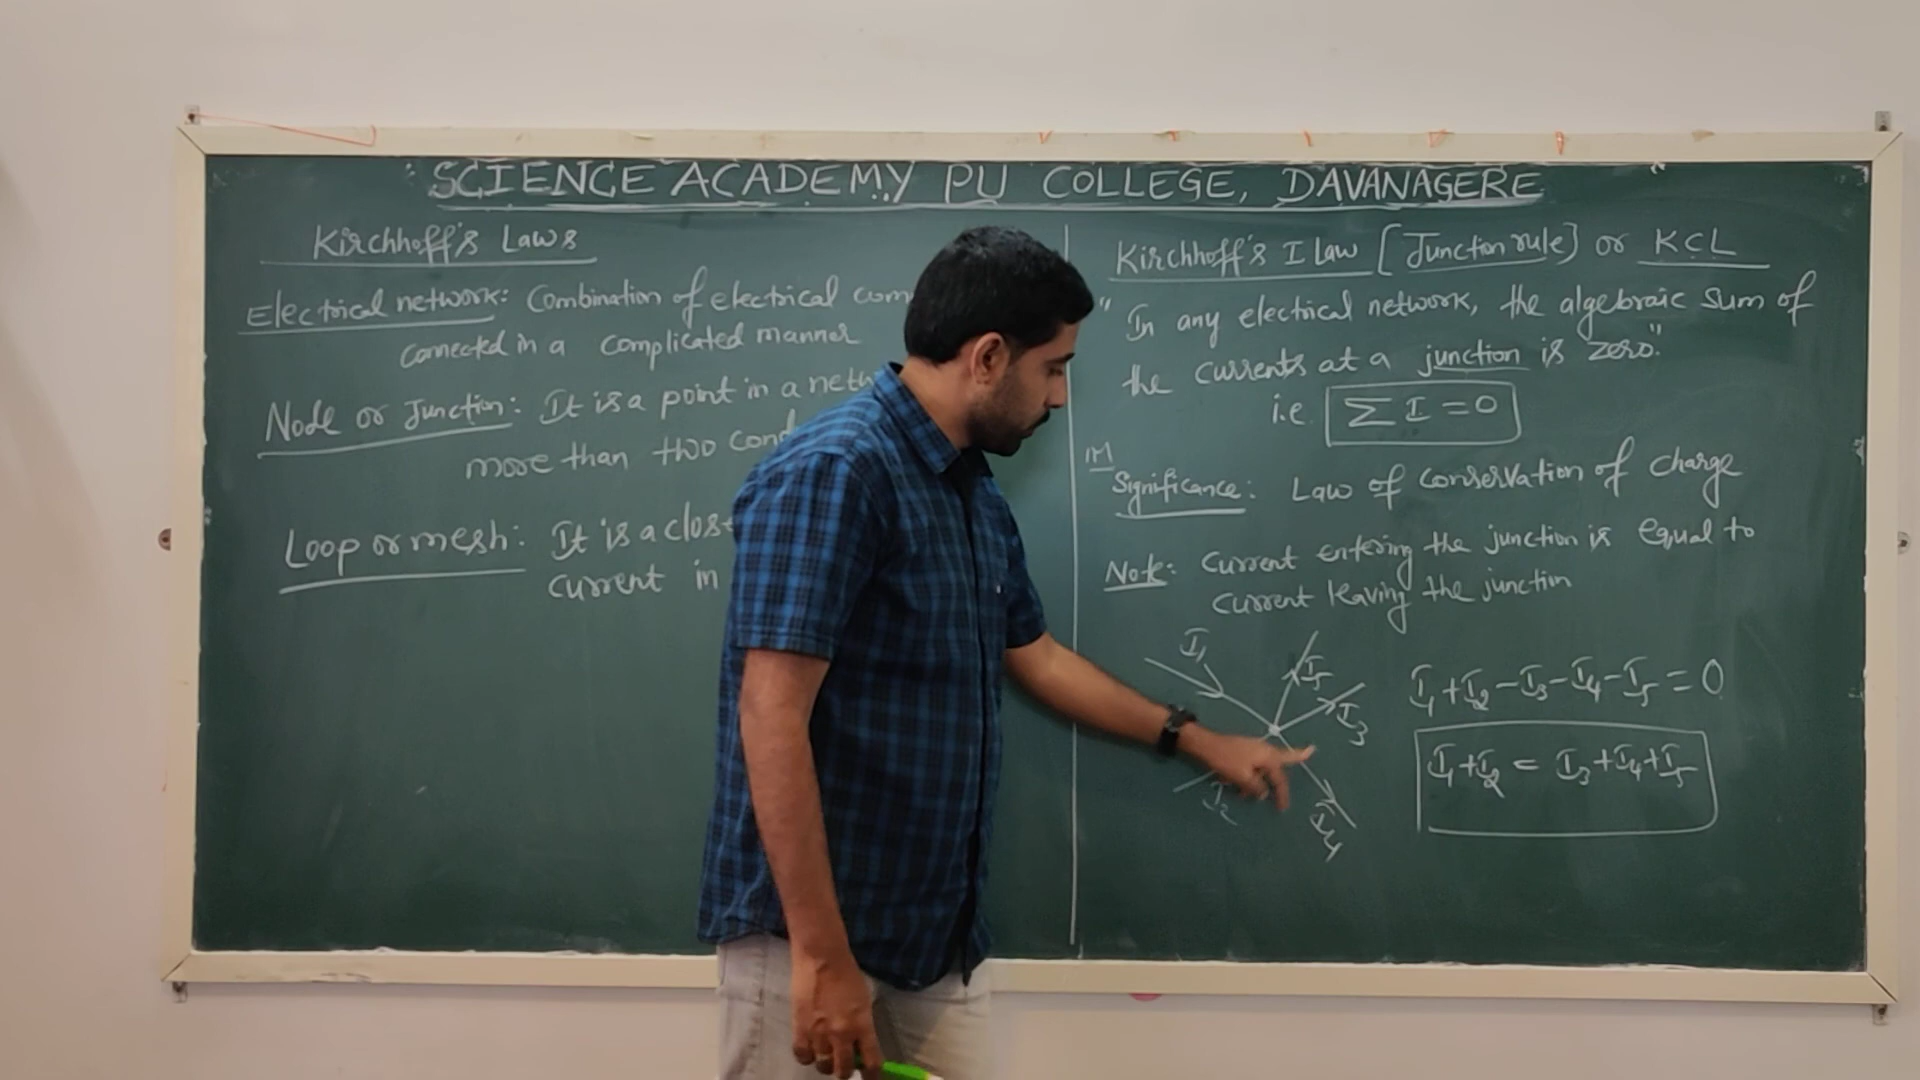 "SCIENCE ACADEMY PU COLLEGE, DAVANAGERE"
Kirchhoff's Laws
Electrical network: Combination of electrical com
connected in a complicated manner
Node or Junction: It is a point in a netw
more than two cond
Loop or mesh: It is a close
current in
Kirchhoff's I Law [Junction rule] or KCL
"In any electrical network, the algebraic sum of
the currents at a junction is zero."
i.e. ∑ I = 0
IM
Significance: Law of conservation of charge
Note: Current entering the junction is equal to
current leaving the junction
I₁
I₅
I₃
I₂
I₄
I₁+I₂-I₃-I₄-I₅=0
I₁+I₂ = I₃+I₄+I₅